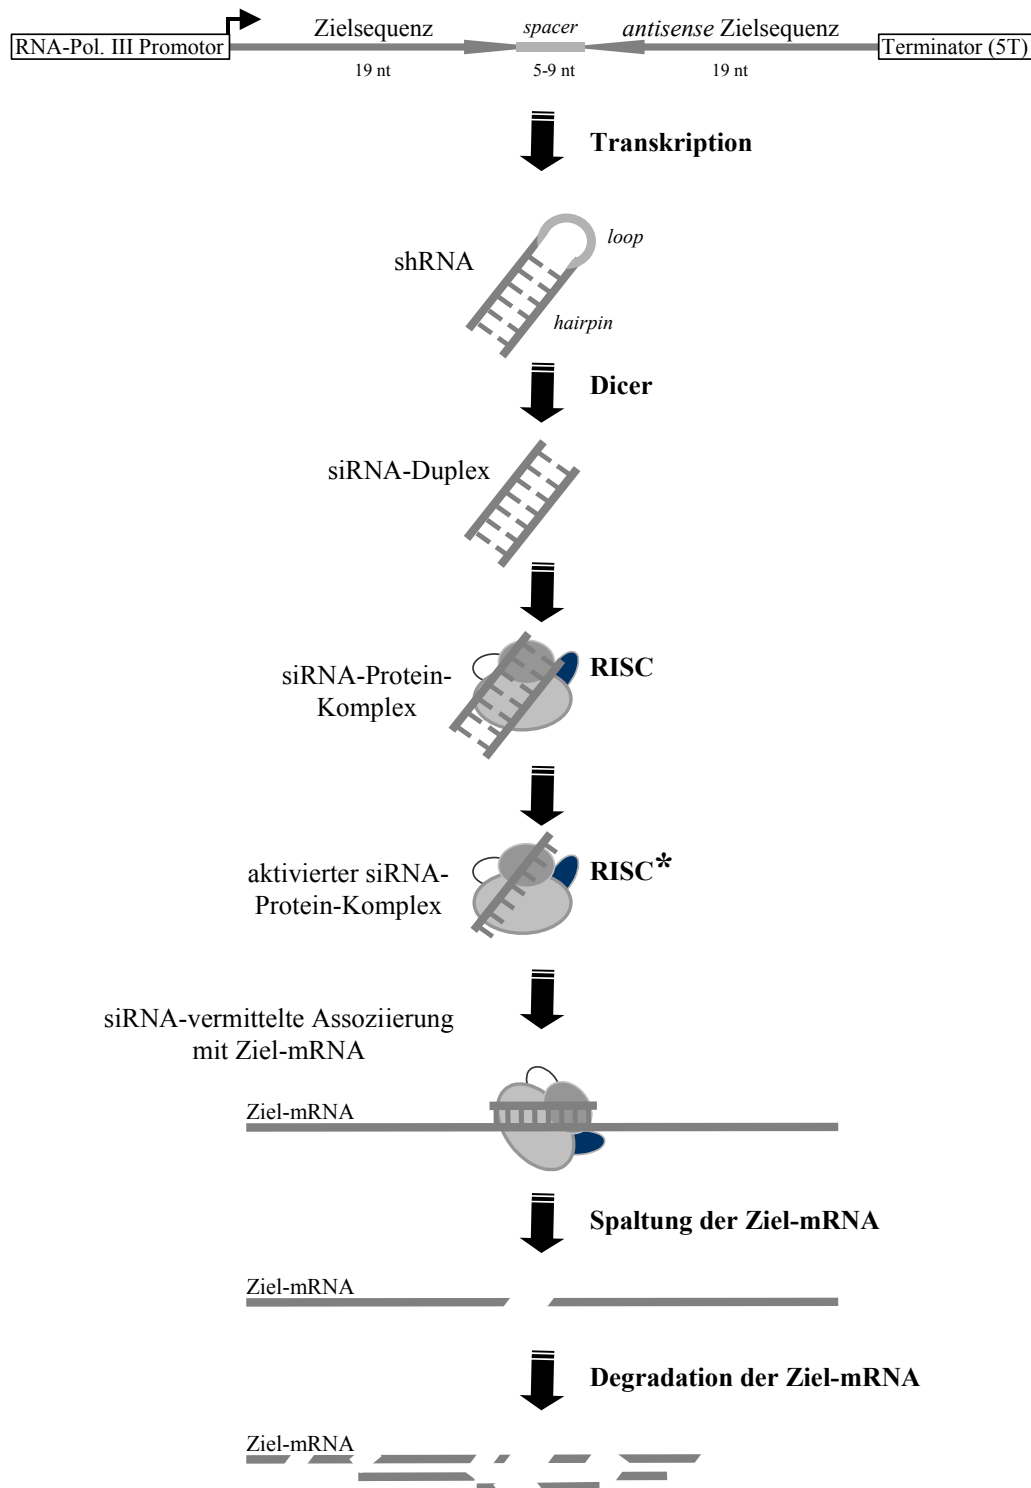 RNA-Pol. III Promotor
Zielsequenz
spacer
antisense Zielsequenz
Terminator (5T)
19 nt
5-9 nt
19 nt
Transkription
loop
shRNA
hairpin
Dicer
siRNA-Duplex
siRNA-Protein-
Komplex
RISC
aktivierter siRNA-
Protein-Komplex
RISC*
siRNA-vermittelte Assoziierung
mit Ziel-mRNA
Ziel-mRNA
Spaltung der Ziel-mRNA
Ziel-mRNA
Degradation der Ziel-mRNA
Ziel-mRNA